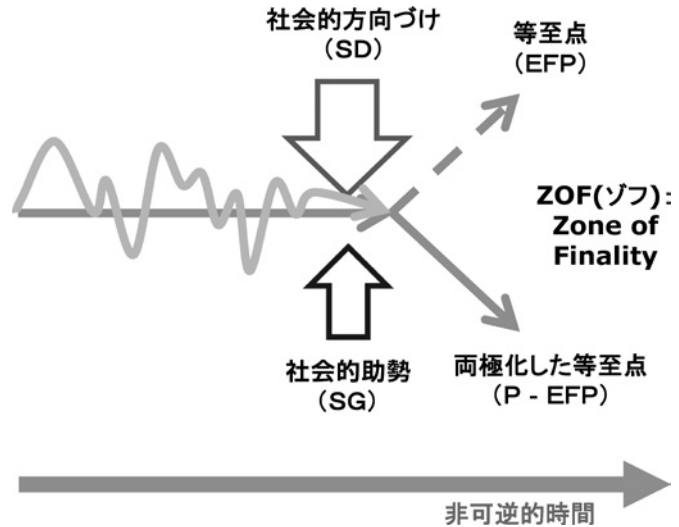 社会的方向づけ
（SD）
等至点
（EFP）
ZOF(ゾフ):
Zone of
Finality
社会的助勢
（SG）
両極化した等至点
（P - EFP）
非可逆的時間